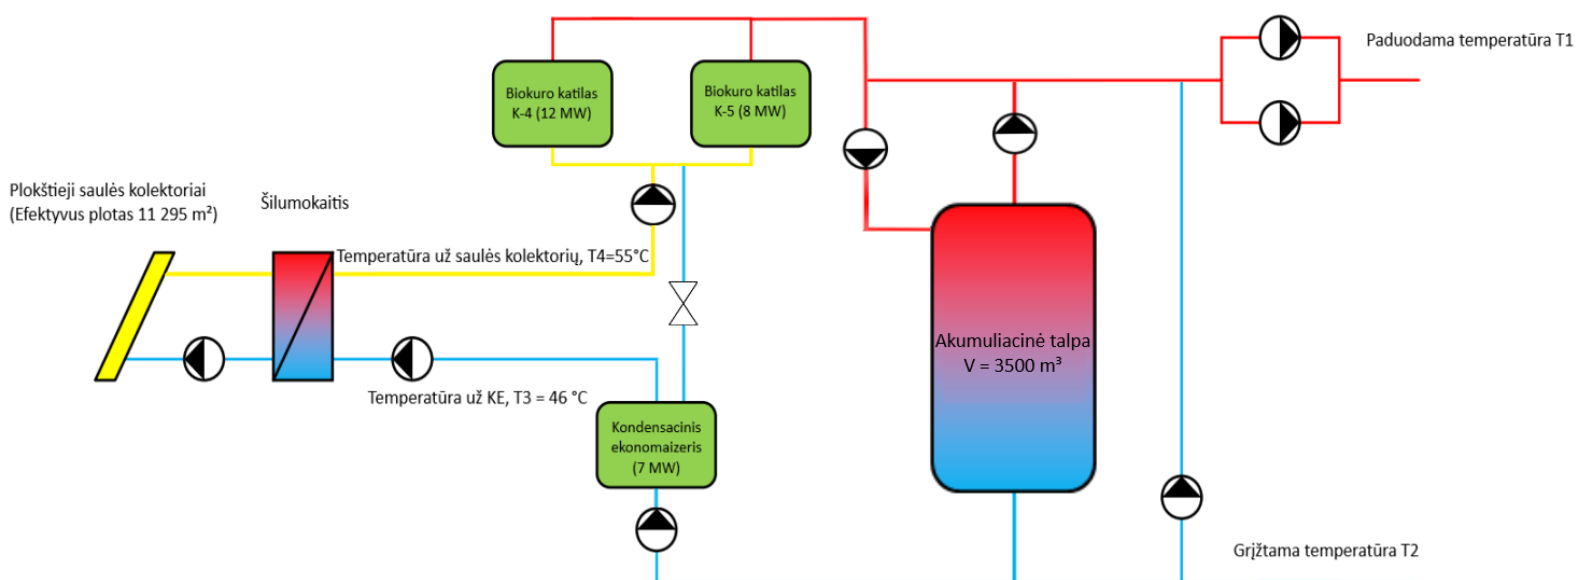 Paduodama temperatūra T1
Biokuro katilas
K-4 (12 MW)
Biokuro katilas
K-5 (8 MW)
Plokštieji saulės kolektoriai
(Efektyvus plotas 11 295 m²)
Šilumokaitis
Temperatūra už saulės kolektorių, T4=55°C
Akumuliacinė talpa
V = 3500 m³
Temperatūra už KE, T3 = 46 °C
Kondensacinis
ekonomaizeris
(7 MW)
Grįžtama temperatūra T2